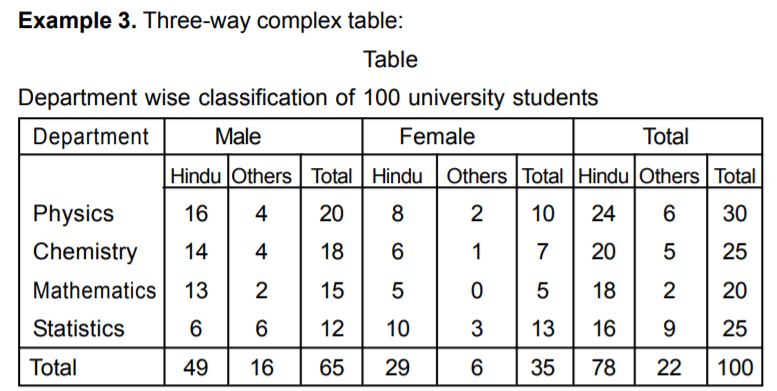 Example 3. Three-way complex table:
Table
Department wise classification of 100 university students
Department Male Female Total
Hindu Others Total Hindu Others Total Hindu Others Total
Physics 16 4 20 8 2 10 24 6 30
Chemistry 14 4 18 6 1 7 20 5 25
Mathematics 13 2 15 5 0 5 18 2 20
Statistics 6 6 12 10 3 13 16 9 25
Total 49 16 65 29 6 35 78 22 100